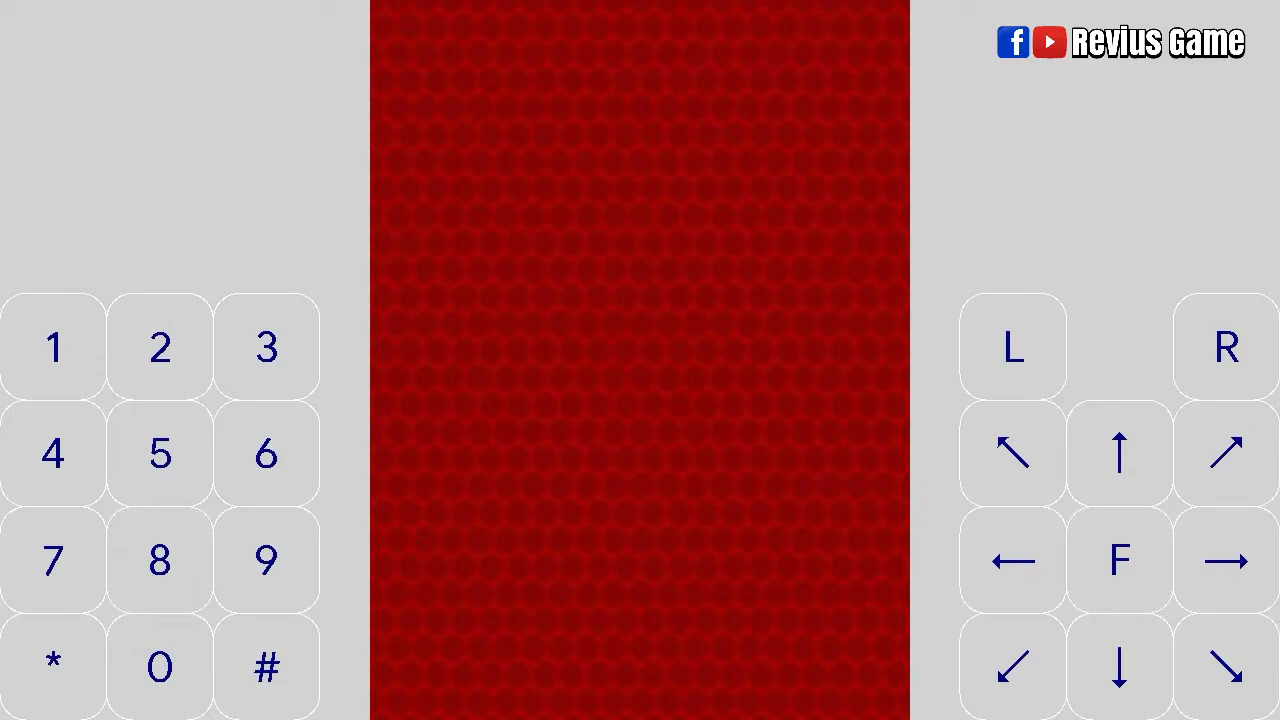 Revius Game
1 2 3
L R
4 5 6
↖ ↑ ↗
7 8 9
← F →
* 0 #
↙ ↓ ↘